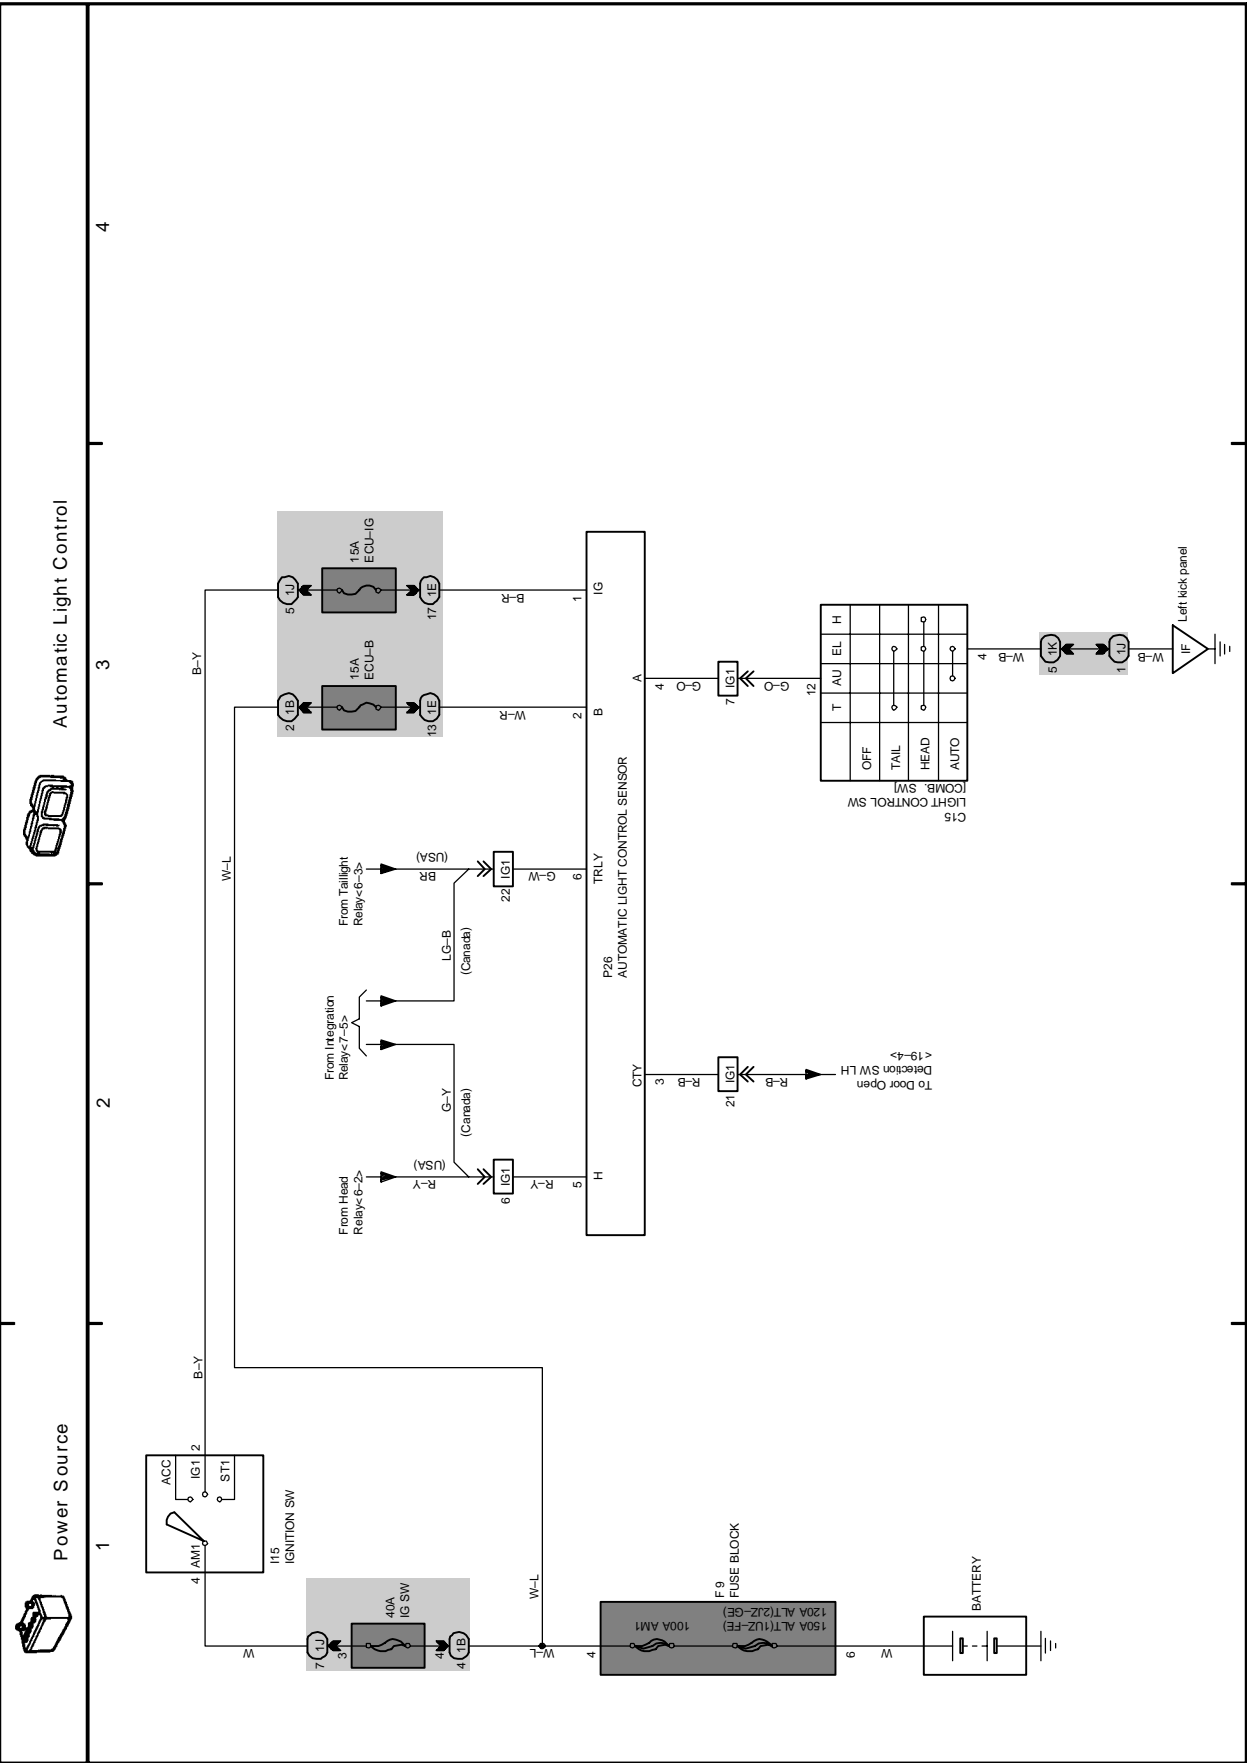 Power Source
Automatic Light Control
1
2
3
4
B–Y
B–Y
W–L
ACC
IG1
ST1
AM1
2
4
I15
IGNITION SW
W
7
1J
3
40A
IG SW
4
4
1B
W–L
W–L
4
100A AM1
150A ALT(1UZ–FE)
120A ALT(2JZ–GE)
F 9
FUSE BLOCK
6
W
BATTERY
From Head
Relay<6–2>
R–Y
(USA)
G–Y
(Canada)
6
IG1
R–Y
5
H
From Integration
Relay<7–5>
LG–B
(Canada)
From Taillight
Relay<6–3>
BR
(USA)
22
IG1
G–W
6
TRLY
2
1B
15A
ECU–B
13
1E
W–R
2
B
5
1J
15A
ECU–IG
17
1E
B–R
1
IG
P26
AUTOMATIC LIGHT CONTROL SENSOR
CTY
3
R–B
21
IG1
R–B
To Door Open
Detection SW LH
<19–4>
A
4
G–O
7
IG1
G–O
12
T
AU
EL
H
OFF
TAIL
HEAD
AUTO
C15
LIGHT CONTROL SW
[COMB. SW]
4
W–B
5
1K
1
1J
W–B
IF
Left kick panel